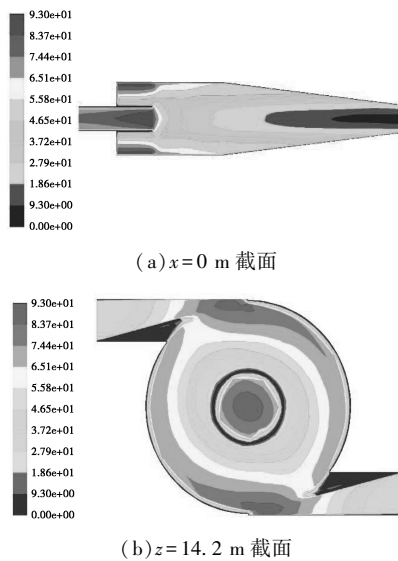 9.30e+01
8.37e+01
7.44e+01
6.51e+01
5.58e+01
4.65e+01
3.72e+01
2.79e+01
1.86e+01
9.30e+00
0.00e+00
(a)x=0 m 截面
9.30e+01
8.37e+01
7.44e+01
6.51e+01
5.58e+01
4.65e+01
3.72e+01
2.79e+01
1.86e+01
9.30e+00
0.00e+00
(b)z=14.2 m 截面